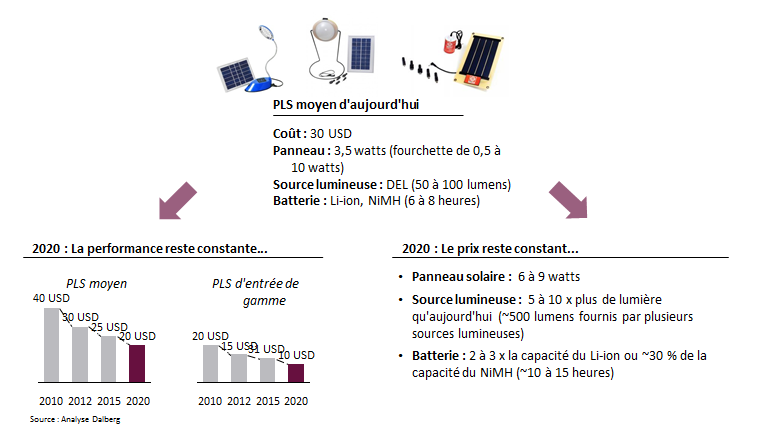 PLS moyen d'aujourd'hui
Coût : 30 USD
Panneau : 3,5 watts (fourchette de 0,5 à
10 watts)
Source lumineuse : DEL (50 à 100 lumens)
Batterie : Li-ion, NiMH (6 à 8 heures)
2020 : La performance reste constante...
PLS moyen
40 USD
30 USD
25 USD
20 USD
2010 2012 2015 2020
PLS d'entrée de
gamme
20 USD
15 USD
10 USD
2010 2012 2015 2020
Source : Analyse Dalberg
2020 : Le prix reste constant...
• Panneau solaire : 6 à 9 watts
• Source lumineuse : 5 à 10 x plus de lumière
qu'aujourd'hui (~500 lumens fournis par plusieurs
sources lumineuses)
• Batterie : 2 à 3 x la capacité du Li-ion ou ~30 % de la
capacité du NiMH (~10 à 15 heures)